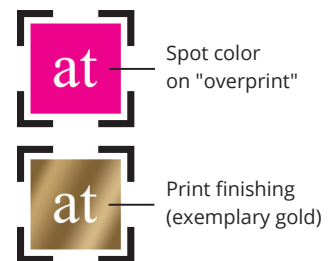 at
Spot color
on "overprint"
at
Print finishing
(exemplary gold)